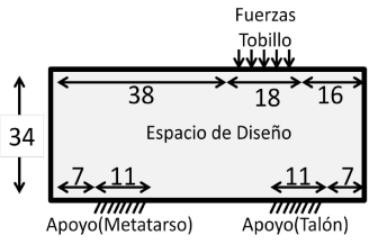 Fuerzas
Tobillo
38
18
16
34
Espacio de Diseño
7
11
11
7
Apoyo(Metatarso)
Apoyo(Talón)